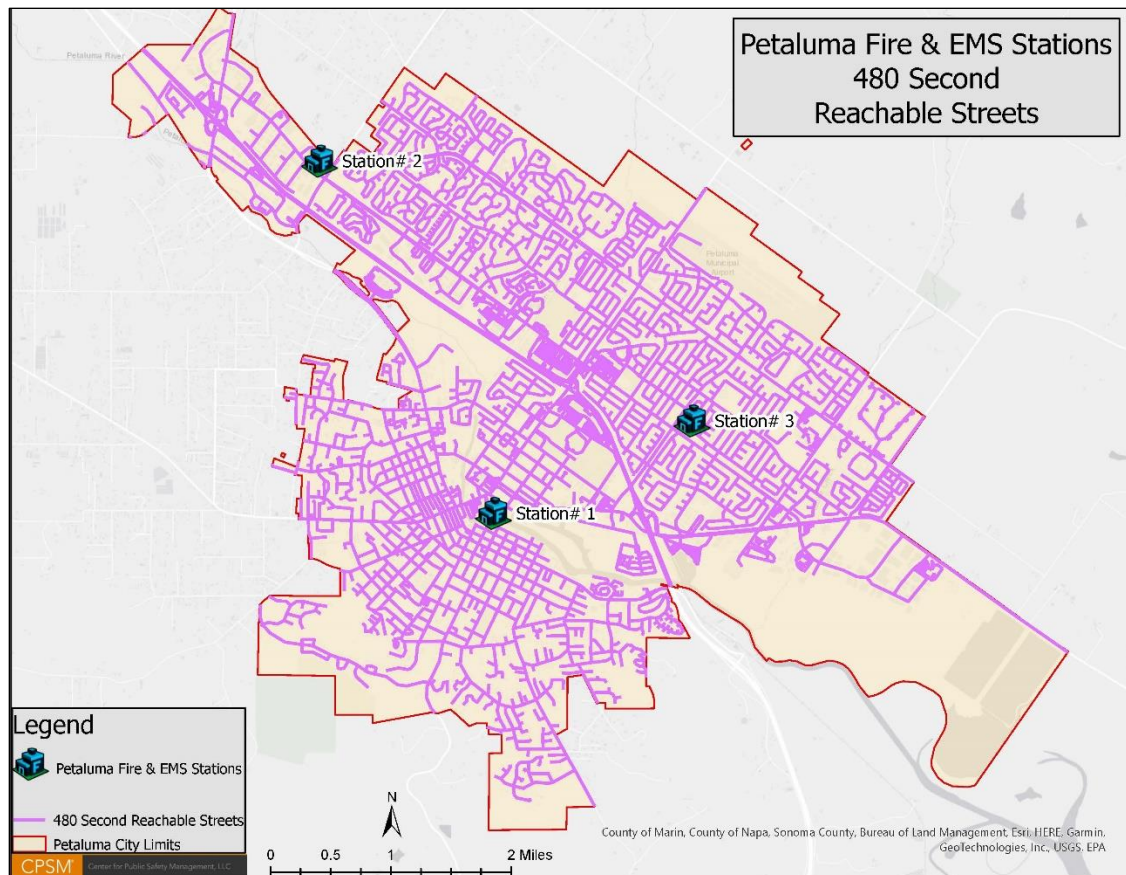 Petaluma Fire & EMS Stations
480 Second
Reachable Streets
Petaluma River
Station# 2
Petaluma
Municipal
Airport
Station# 3
Station# 1
Legend
Petaluma Fire & EMS Stations
480 Second Reachable Streets
Petaluma City Limits
CPSM® Center for Public Safety Management, LLC
N
0 0.5 1 2 Miles
County of Marin, County of Napa, Sonoma County, Bureau of Land Management, Esri, HERE, Garmin,
GeoTechnologies, Inc., USGS, EPA